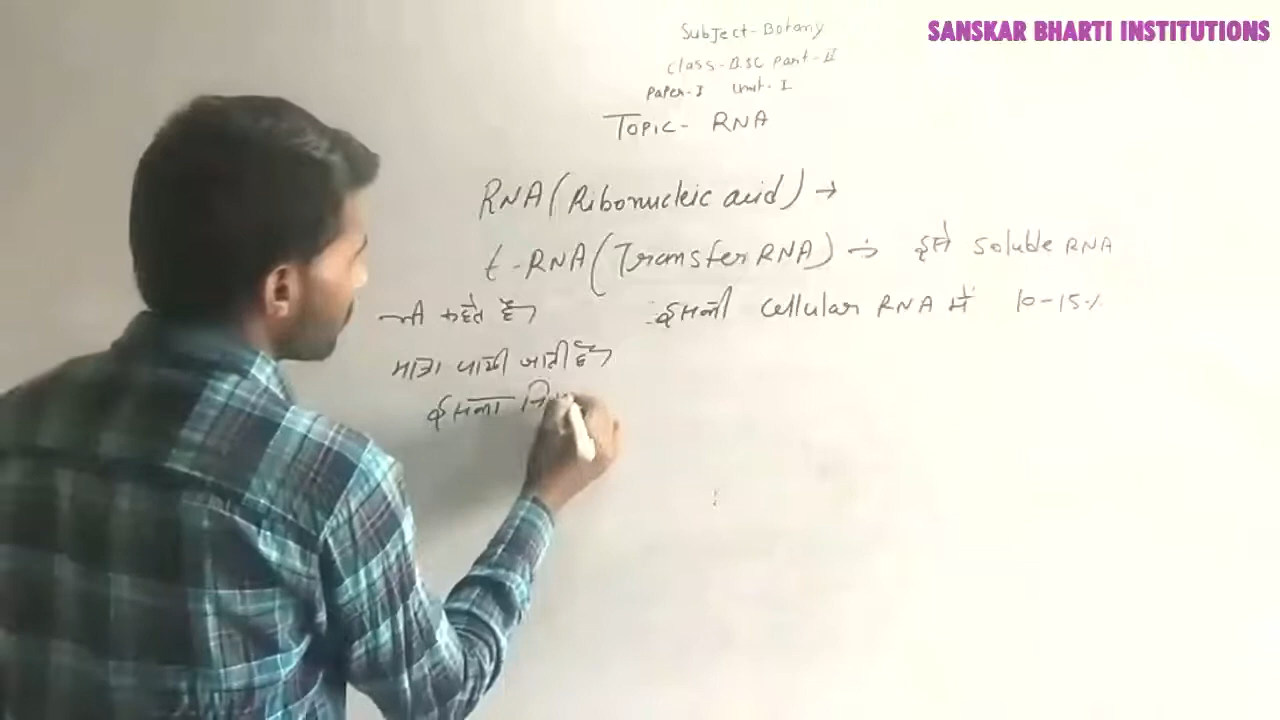 SANSKAR BHARTI INSTITUTIONS
Subject-Botany
Class-BSC Part-II
Paper-I Unit-I
TOPIC- RNA
RNA (Ribonucleic acid) →
t-RNA (Transfer RNA) → इसे Soluble RNA
भी कहते हैं इसकी Cellular RNA में 10-15%
मात्रा पायी जाती है
इसका